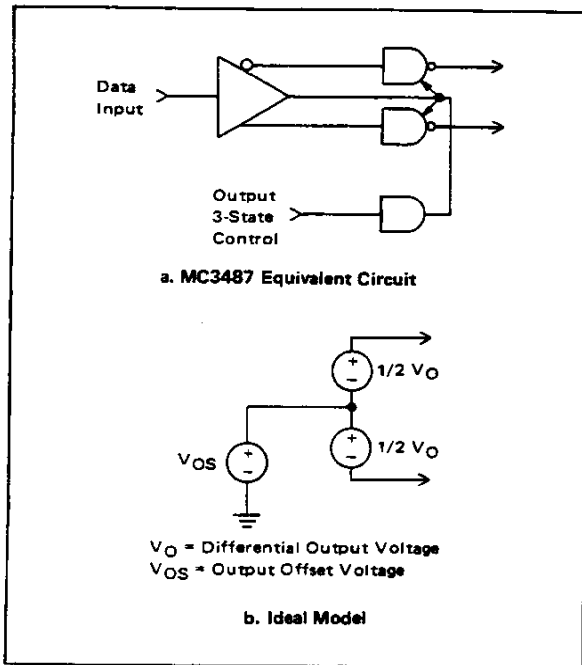 Data
Input
Output
3-State
Control
a. MC3487 Equivalent Circuit
+
-
1/2 VO
+
-
1/2 VO
VOS
+
-
VO = Differential Output Voltage
VOS = Output Offset Voltage
b. Ideal Model